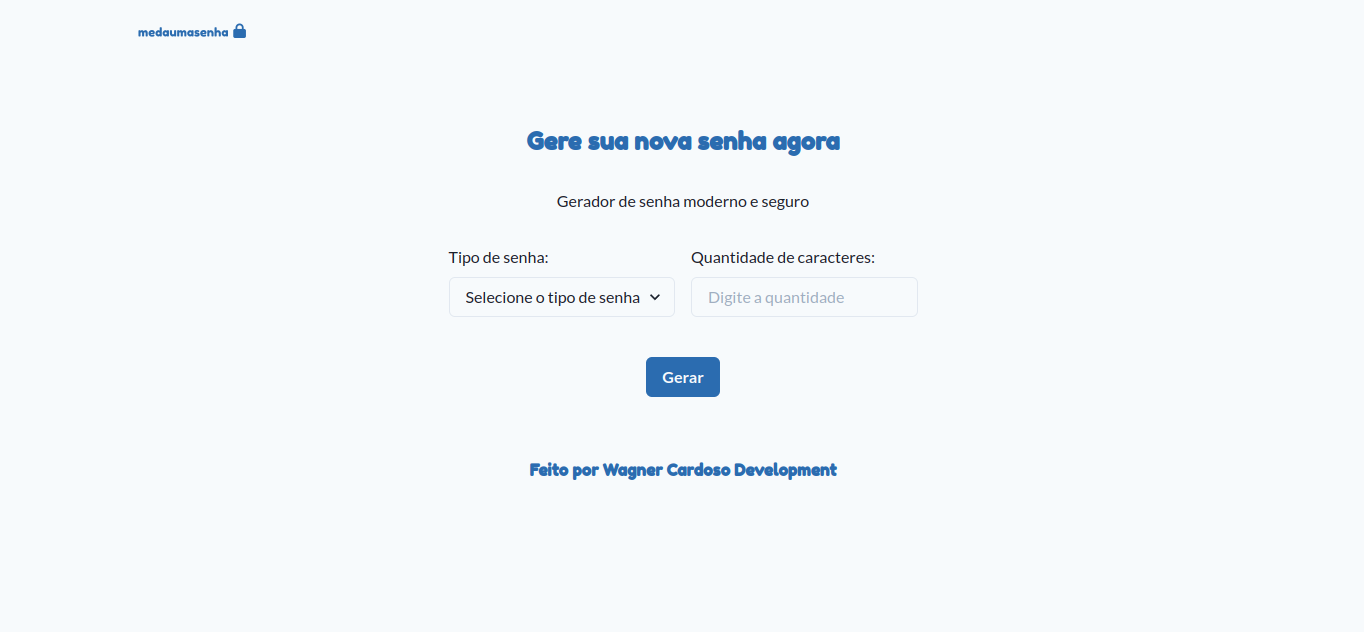 medaumasenha
Gere sua nova senha agora
Gerador de senha moderno e seguro
Tipo de senha:
Selecione o tipo de senha
Quantidade de caracteres:
Digite a quantidade
Gerar
Feito por Wagner Cardoso Development